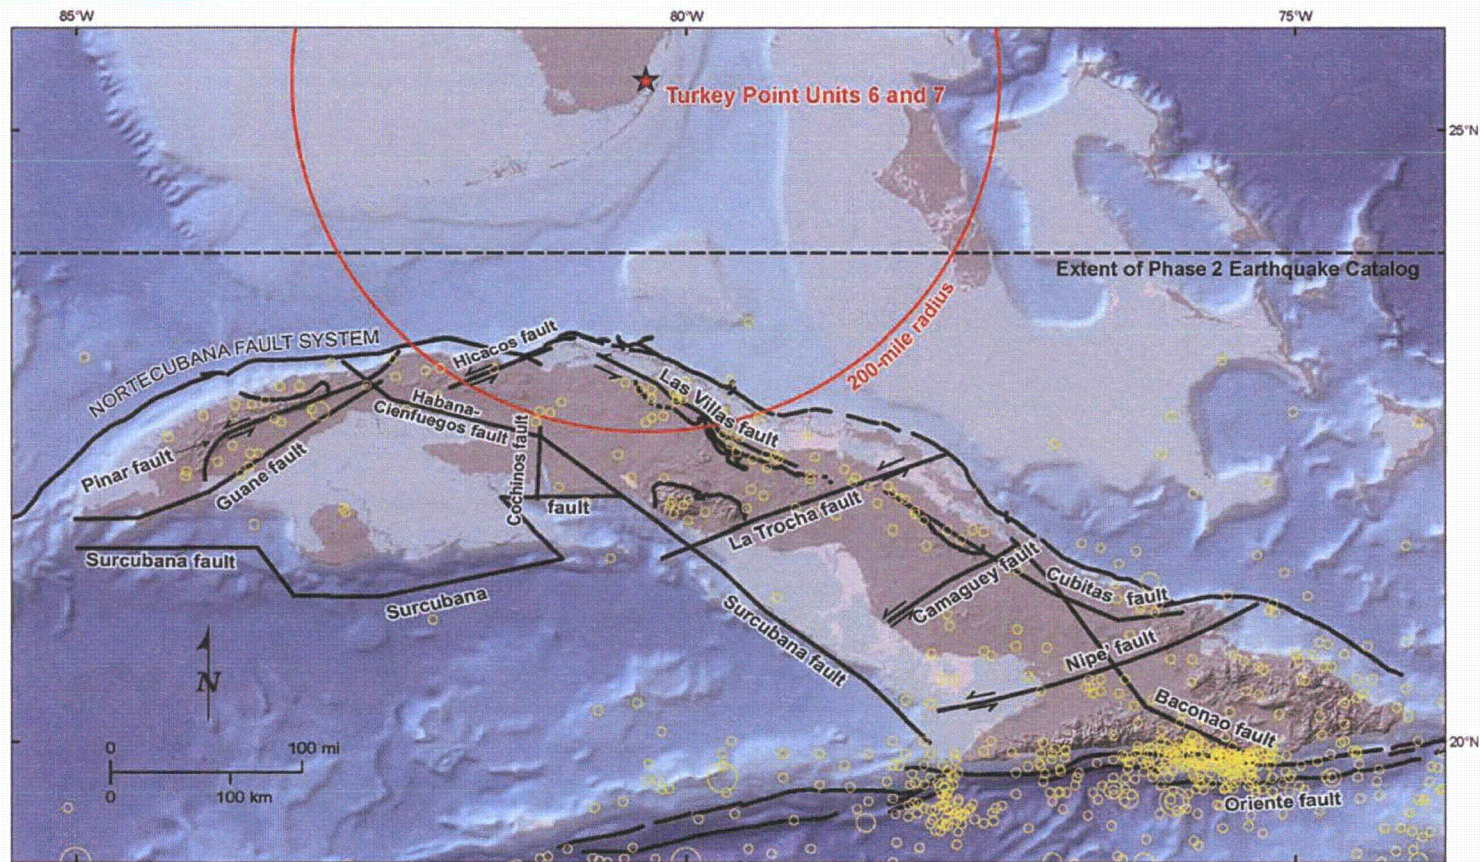 85°W
80°W
75°W
Turkey Point Units 6 and 7
25°N
Extent of Phase 2 Earthquake Catalog
200-mile radius
NORTECUBANA FAULT SYSTEM
Hicacos fault
Las Villas fault
Habana-
Cienfuegos fault
Cochinos fault
Pinar fault
Guane fault
fault
La Trocha fault
Surcubana fault
Surcubana
Camaguey fault
Cubitas fault
Surcubana fault
Nipe' fault
Baconao fault
N
0 100 mi
0 100 km
20°N
Oriente fault